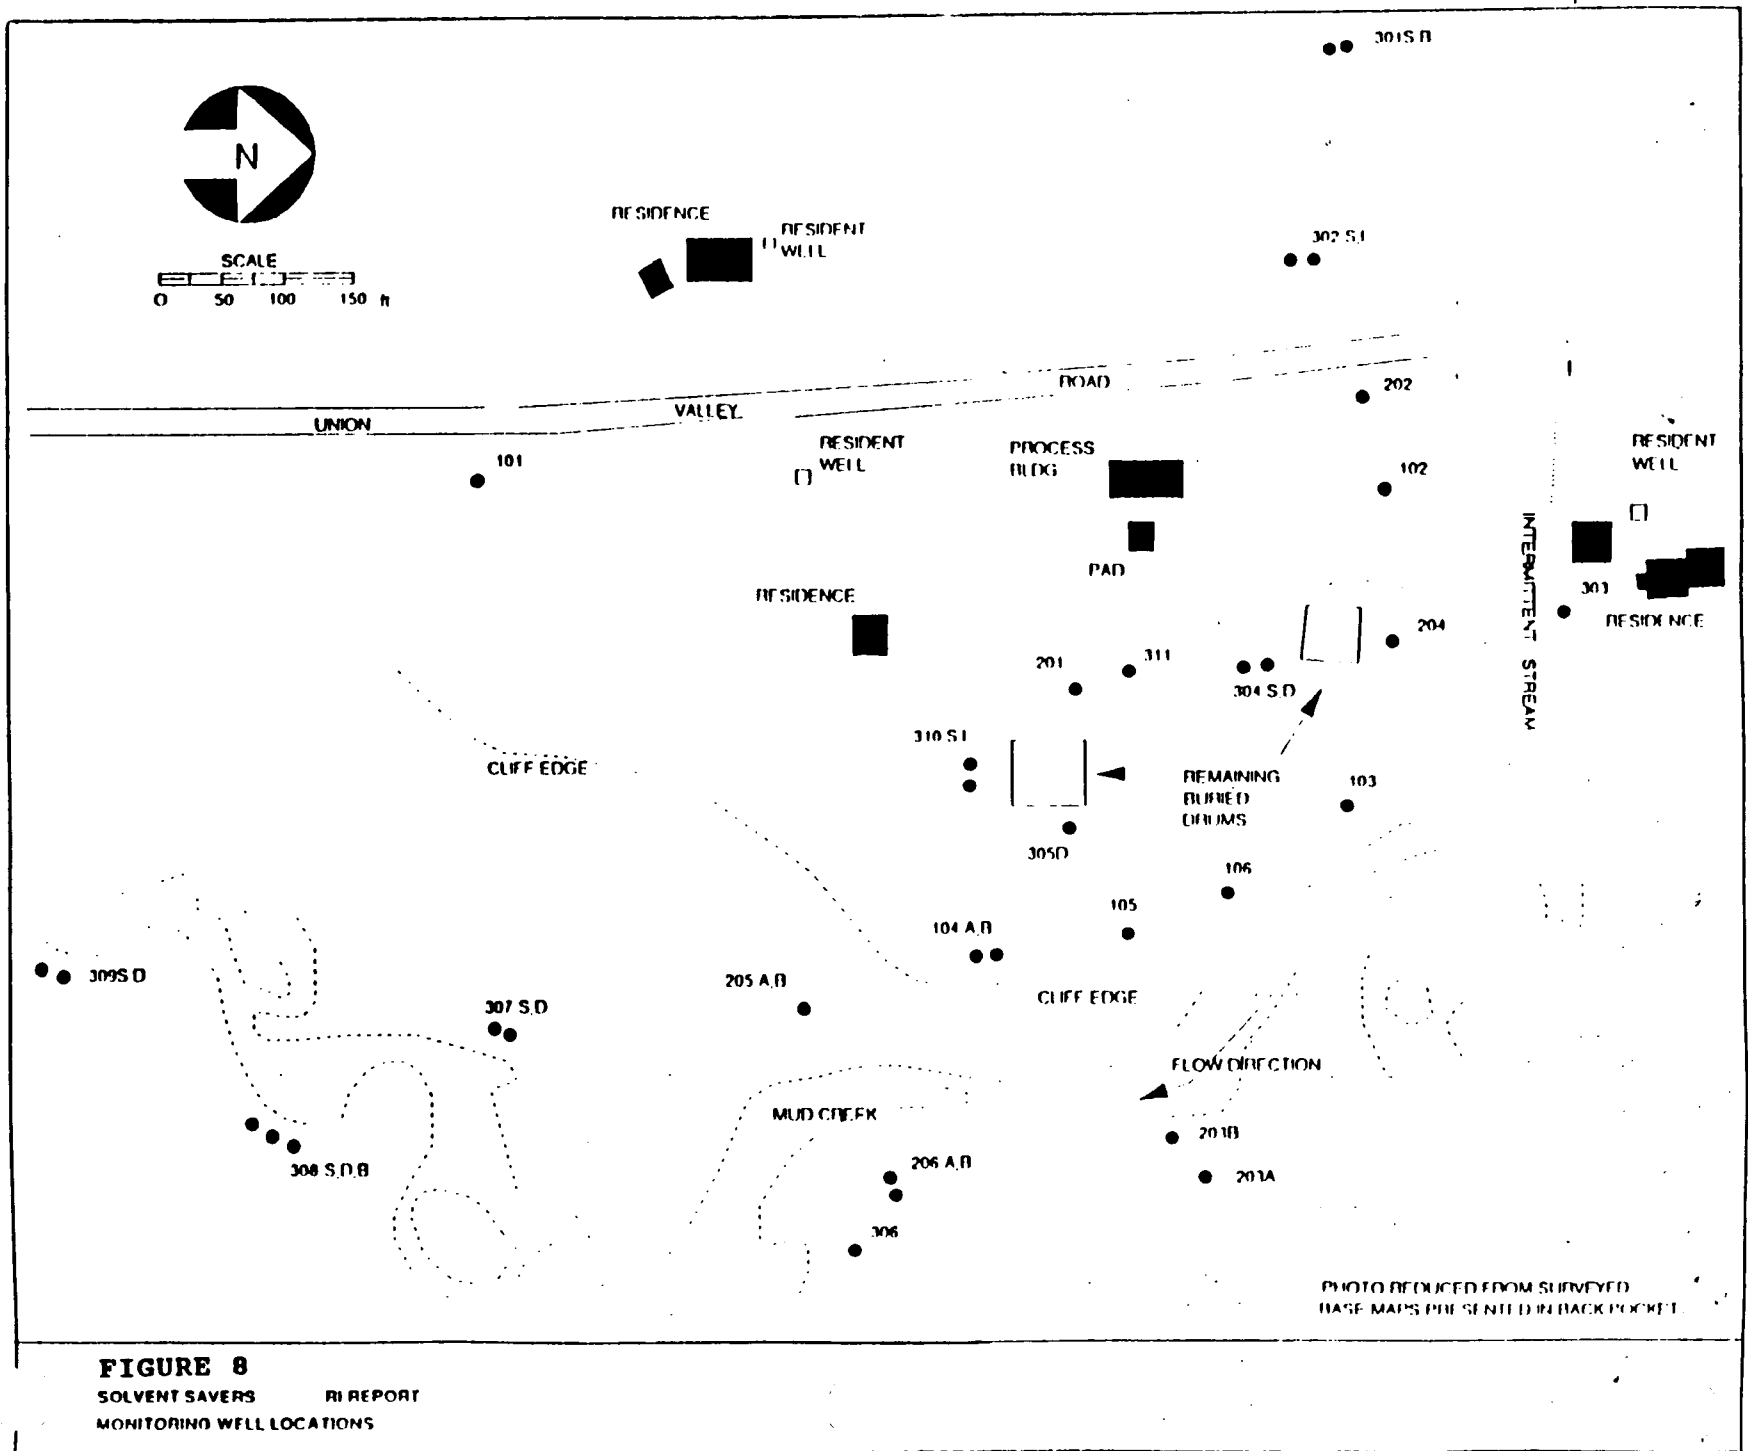 301 S,B
N
RESIDENCE
RESIDENT
WELL
302 S,I
SCALE
0 50 100 150 ft
ROAD
202
VALLEY
UNION
RESIDENT
WELL
PROCESS
BLDG
RESIDENT
WELL
101
102
INTERMITTENT STREAM
PAD
RESIDENCE
303
RESIDENCE
204
201
311
304 S,D
310 S,I
CLIFF EDGE
REMAINING
BURIED
DRUMS
103
305D
106
105
104 A,B
309 S,D
205 A,B
CLIFF EDGE
307 S,D
FLOW DIRECTION
MUD CREEK
203B
308 S,D,B
206 A,B
203A
306
PHOTO REDUCED FROM SURVEYED
BASE MAPS PRESENTED IN BACK POCKET.
FIGURE 8
SOLVENT SAVERS RI REPORT
MONITORING WELL LOCATIONS